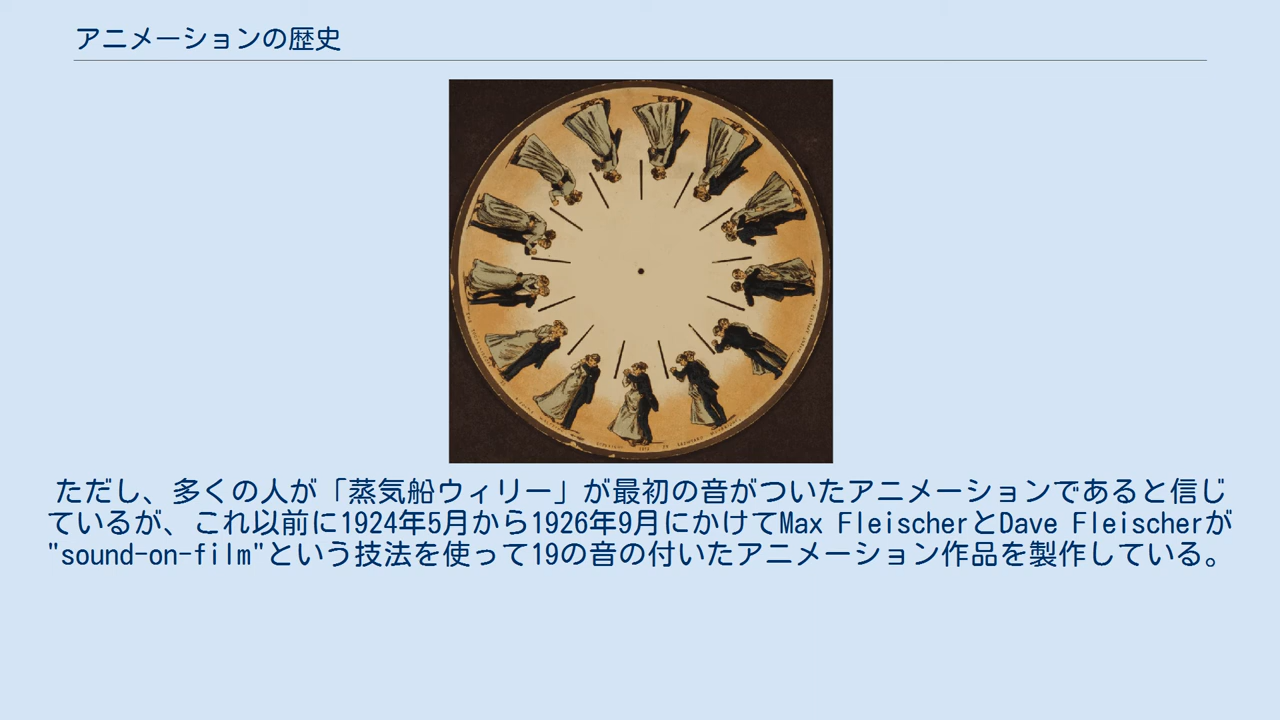 アニメーションの歴史
ただし、多くの人が「蒸気船ウィリー」が最初の音がついたアニメーションであると信じ
ているが、これ以前に1924年5月から1926年9月にかけてMax FleischerとDave Fleischerが
"sound-on-film"という技法を使って19の音の付いたアニメーション作品を製作している。